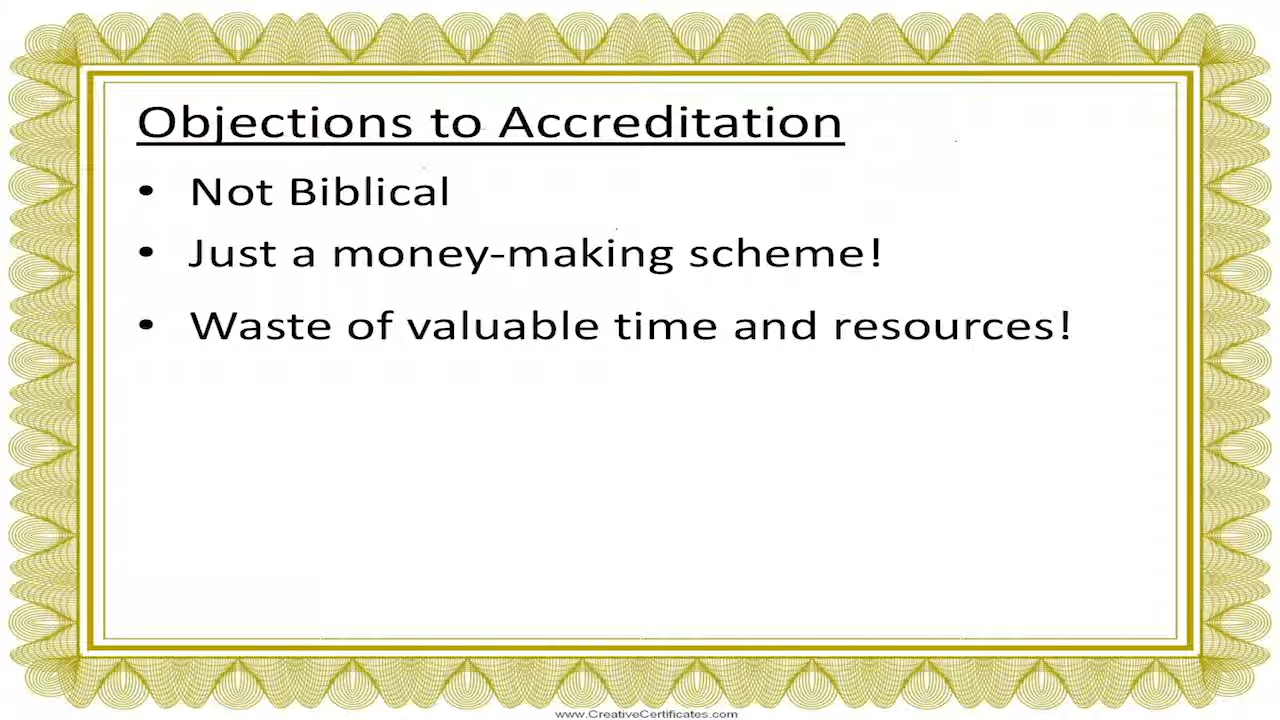 Objections to Accreditation
• Not Biblical
• Just a money-making scheme!
• Waste of valuable time and resources!
www.CreativeCertificates.com